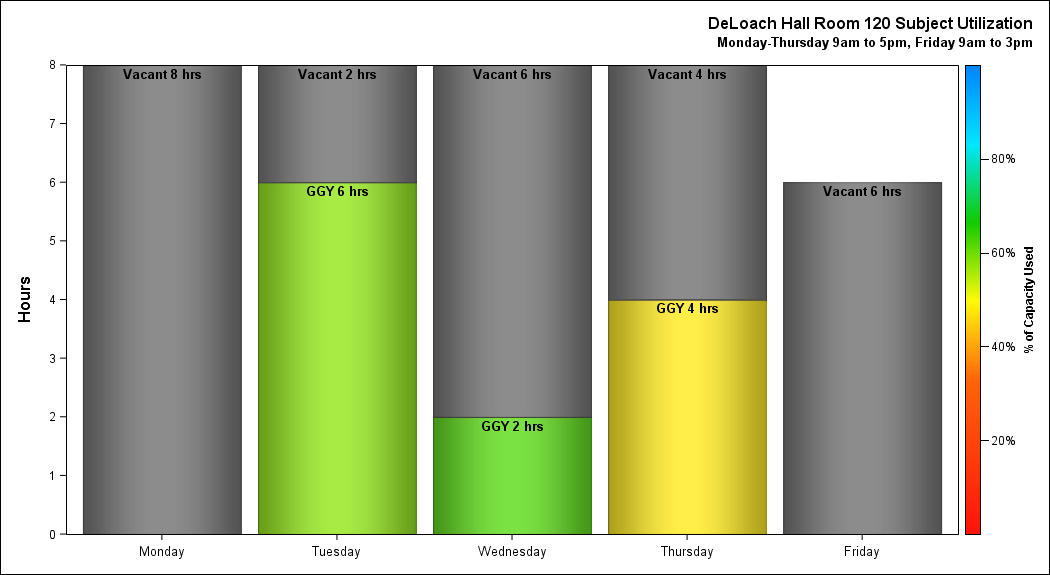 DeLoach Hall Room 120 Subject Utilization
Monday-Thursday 9am to 5pm, Friday 9am to 3pm
Hours
8
7
6
5
4
3
2
1
0
Vacant 8 hrs
Vacant 2 hrs
GGY 6 hrs
Vacant 6 hrs
GGY 2 hrs
Vacant 4 hrs
GGY 4 hrs
Vacant 6 hrs
Monday
Tuesday
Wednesday
Thursday
Friday
80%
60%
40%
20%
% of Capacity Used